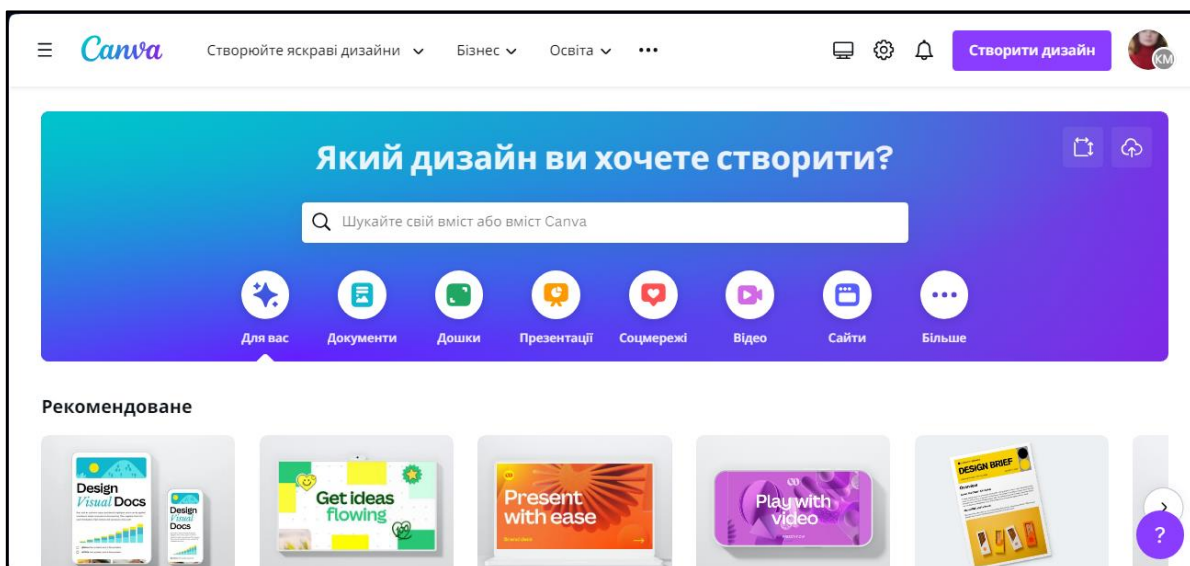 Canva
Створюйте яскраві дизайни Бізнес Освіта •••
Створити дизайн
КМ
Який дизайн ви хочете створити?
Шукайте свій вміст або вміст Canva
Для вас Документи Дошки Презентації Соцмережі Відео Сайти Більше
Рекомендоване
Design
Visual Docs
Design
Visual
Docs
Get ideas
flowing
Present
with ease
Play with
video
DESIGN BRIEF
?